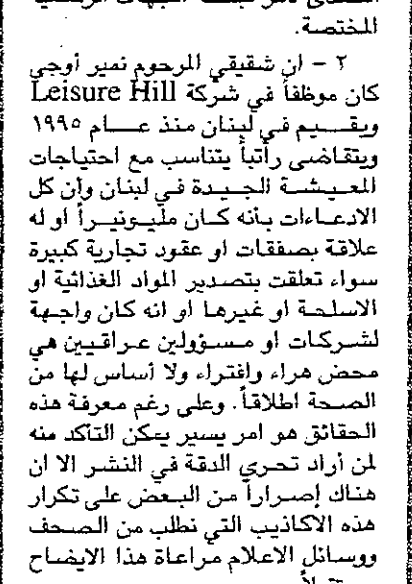 المختصة.
٢ - ان شقيقي المرحوم نمير أوجي
كان موظفاً في شركة Leisure Hill
ويقيم في لبنان منذ عام ١٩٩٥
ويتقاضى راتباً يتناسب مع احتياجات
المعيشة الجيدة في لبنان وأن كل
الادعاءات بأنه كان مليونيراً او له
علاقة بصفقات او عقود تجارية كبيرة
سواء تعلقت بتصدير المواد الغذائية او
الاسلحة او غيرها او انه كان واجهة
لشركات او مسؤولين عراقيين هي
محض هراء وافتراء ولا أساس لها من
الصحة اطلاقاً. وعلى رغم معرفة هذه
الحقائق هو امر يسير يمكن التأكد منه
لمن أراد تحري الدقة في النشر الا ان
هناك إصراراً من البعض على تكرار
هذه الاكاذيب التي نطلب من الصحف
ووسائل الاعلام مراعاة هذا الايضاح